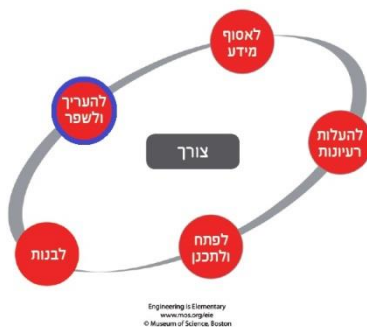 לאסוף
מידע
להעריך
ולשפר
להעלות
רעיונות
צורך
לפתח
ולתכנן
לבנות
Engineering is Elementary
www.mos.org/eie
© Museum of Science, Boston